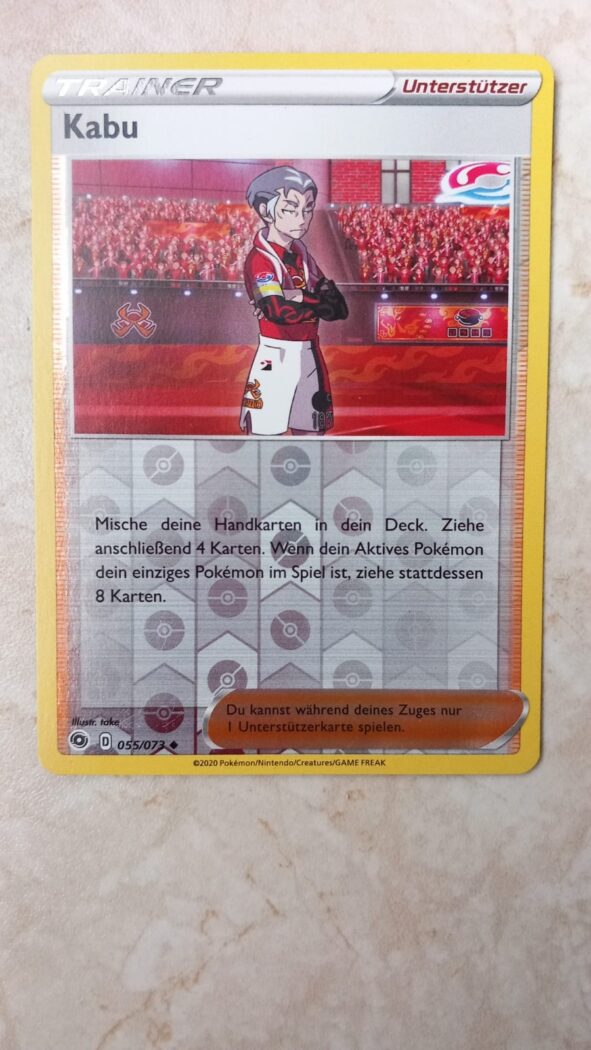 TRAINER Unterstützer
Kabu
Mische deine Handkarten in dein Deck. Ziehe
anschließend 4 Karten. Wenn dein Aktives Pokémon
dein einziges Pokémon im Spiel ist, ziehe stattdessen
8 Karten.
Illustr. take
Du kannst während deines Zuges nur
1 Unterstützerkarte spielen.
D 055/073
©2020 Pokémon/Nintendo/Creatures/GAME FREAK